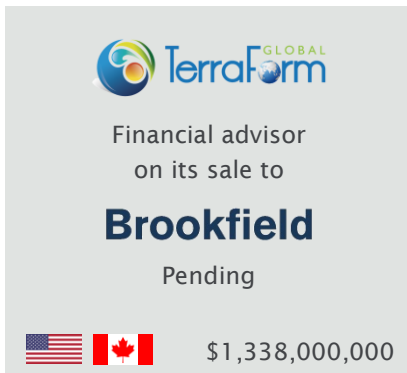 GLOBAL
TerraForm
Financial advisor
on its sale to
Brookfield
Pending
$1,338,000,000